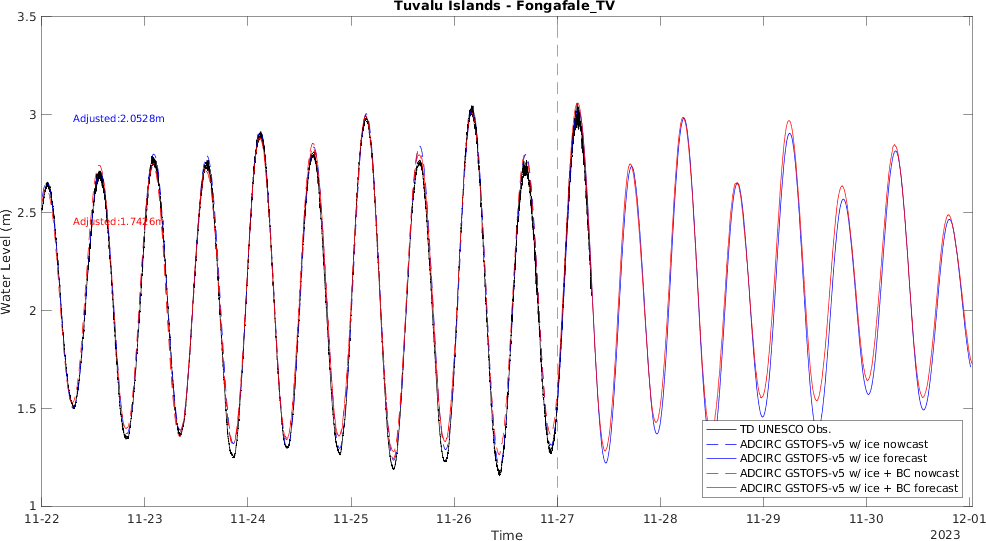 Tuvalu Islands - Fongafale_TV
3.5
3
2.5
2
1.5
1
Water Level (m)
Adjusted:2.0528m
Adjusted:1.7426m
TD UNESCO Obs.
ADCIRC GSTOFS-v5 w/ ice nowcast
ADCIRC GSTOFS-v5 w/ ice forecast
ADCIRC GSTOFS-v5 w/ ice + BC nowcast
ADCIRC GSTOFS-v5 w/ ice + BC forecast
11-22 11-23 11-24 11-25 11-26 11-27 11-28 11-29 11-30 12-01
Time
2023